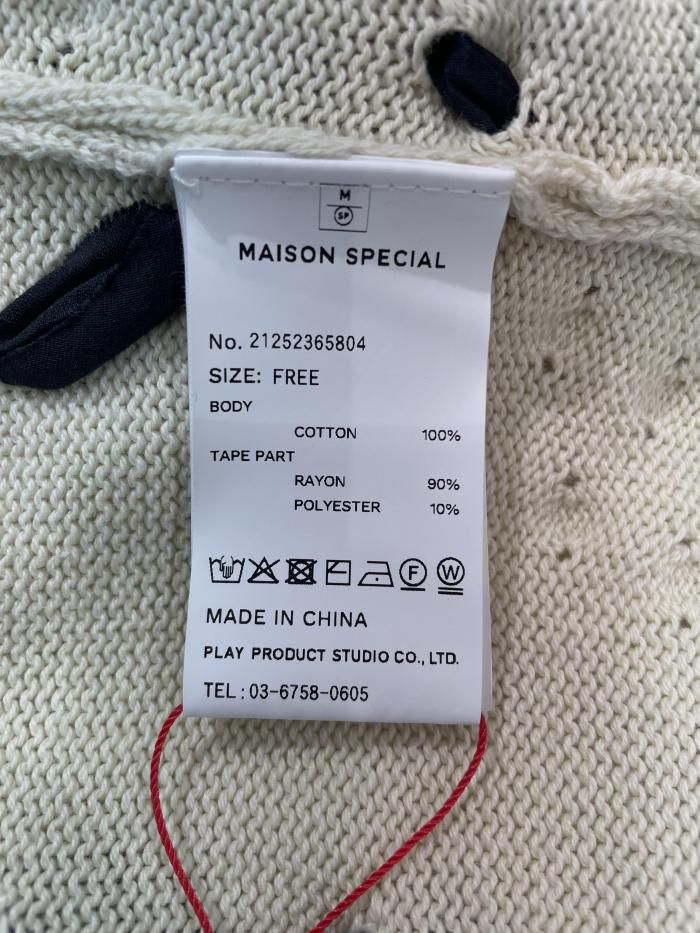 M
SP
MAISON SPECIAL
No. 21252365804
SIZE: FREE
BODY
COTTON 100%
TAPE PART
RAYON 90%
POLYESTER 10%
F W
MADE IN CHINA
PLAY PRODUCT STUDIO CO., LTD.
TEL : 03-6758-0605